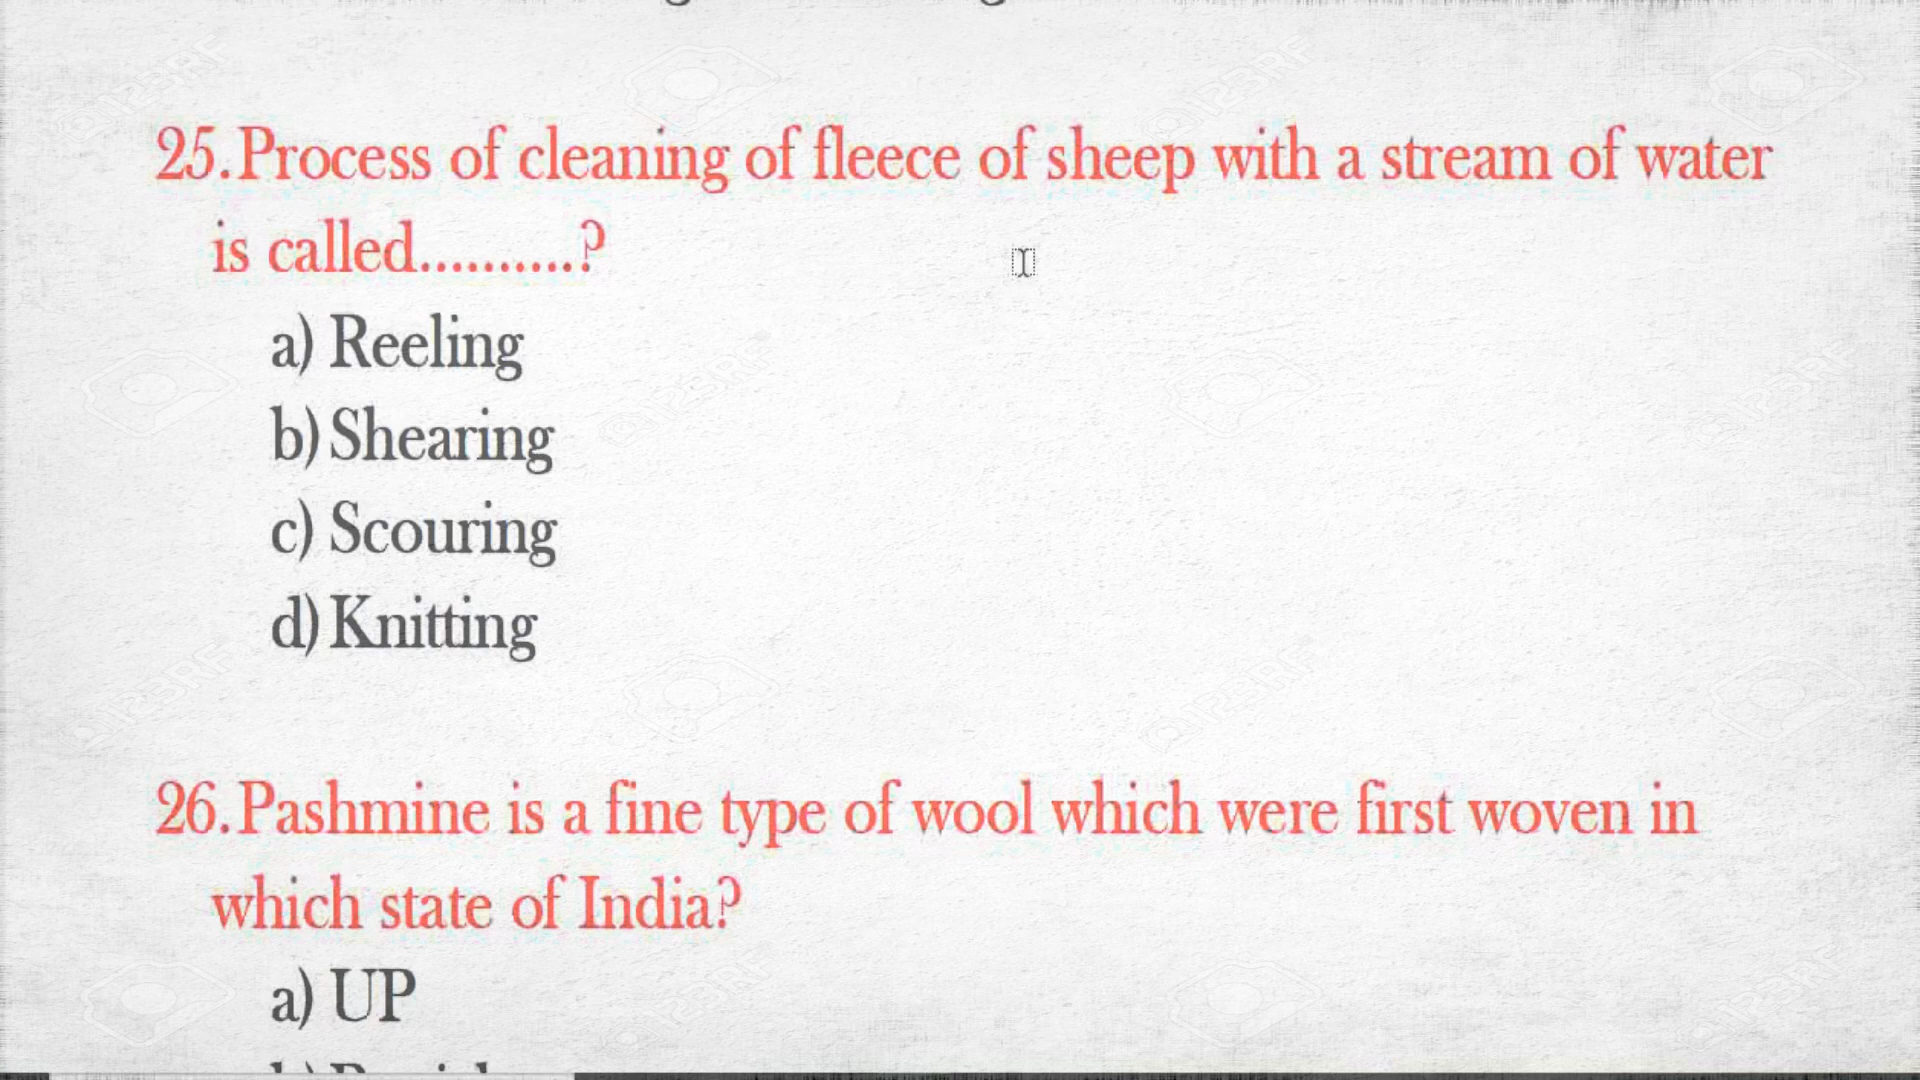 25.Process of cleaning of fleece of sheep with a stream of water
is called..........?
a) Reeling
b) Shearing
c) Scouring
d) Knitting
26.Pashmine is a fine type of wool which were first woven in
which state of India?
a) UP